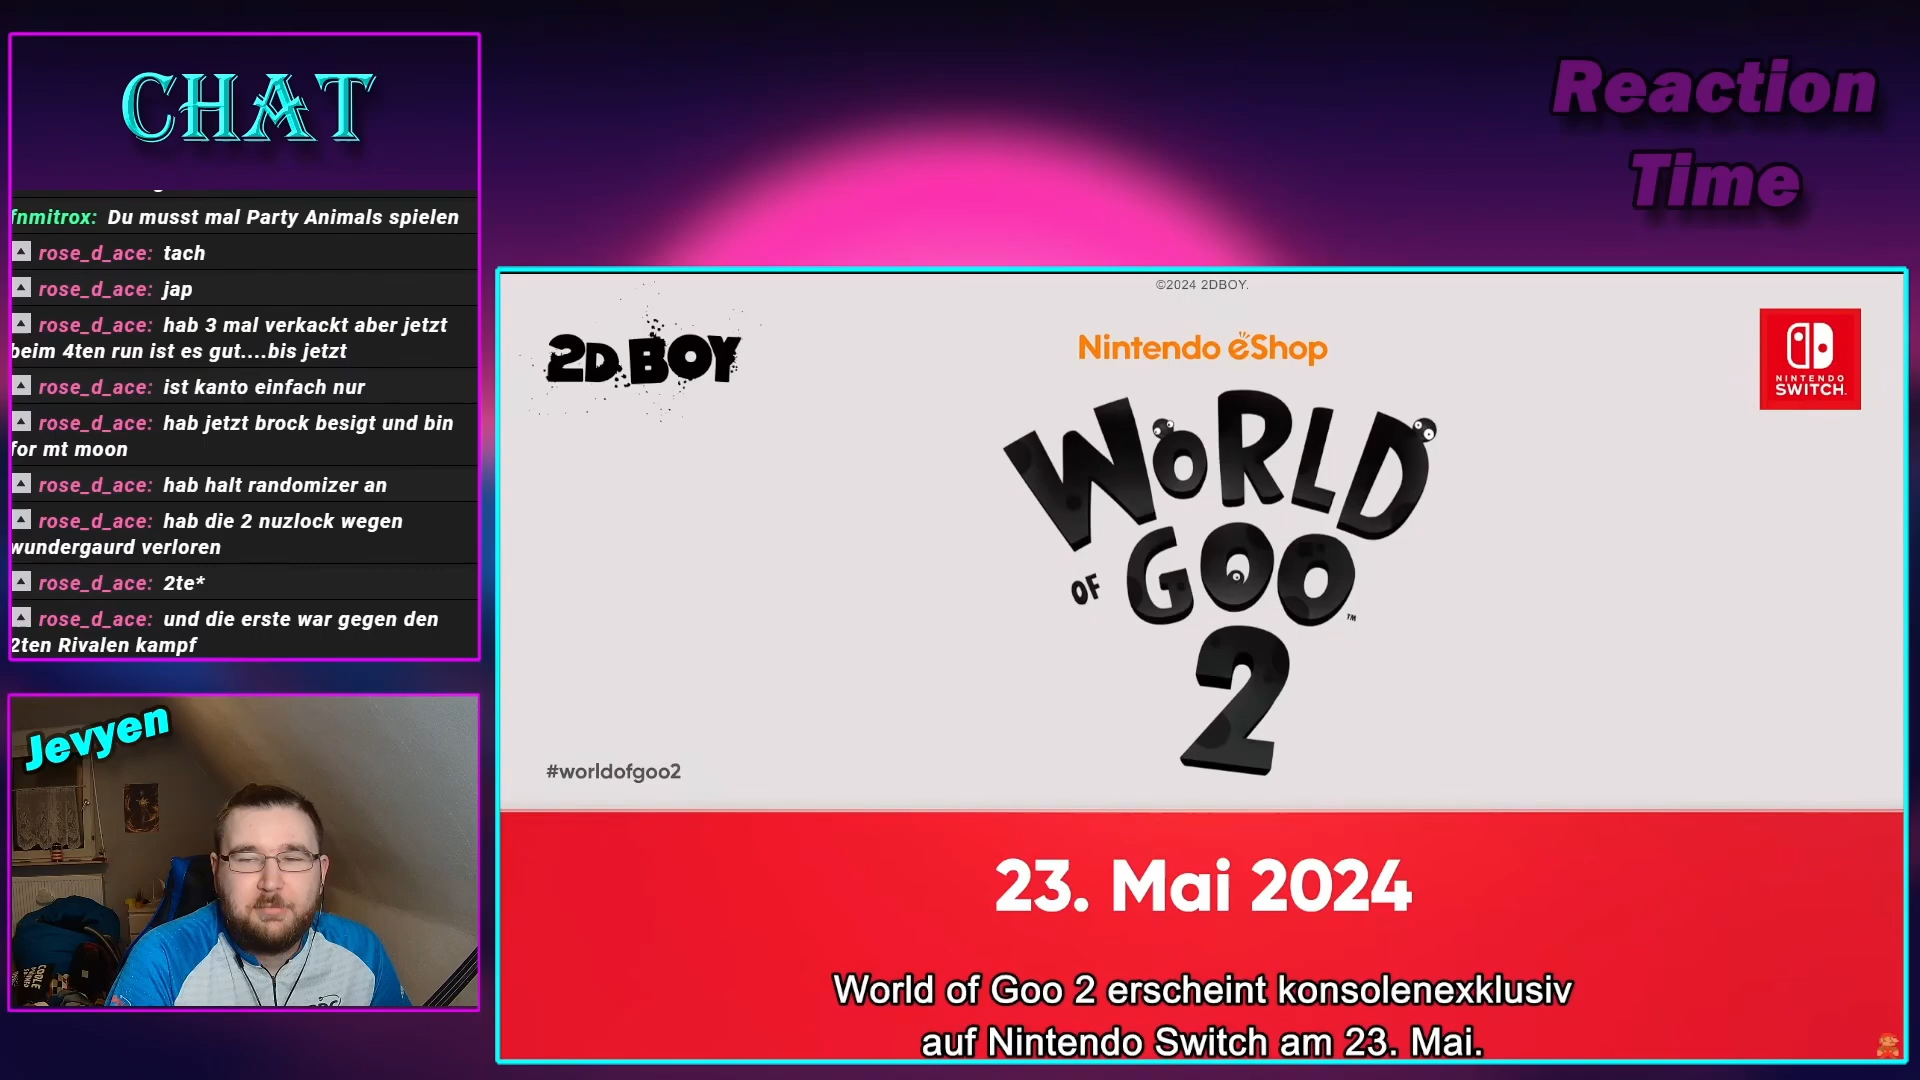 CHAT
fnmitrox: Du musst mal Party Animals spielen
rose_d_ace: tach
rose_d_ace: jap
rose_d_ace: hab 3 mal verkackt aber jetzt
beim 4ten run ist es gut....bis jetzt
rose_d_ace: ist kanto einfach nur
rose_d_ace: hab jetzt brock besigt und bin
for mt moon
rose_d_ace: hab halt randomizer an
rose_d_ace: hab die 2 nuzlock wegen
wundergaurd verloren
rose_d_ace: 2te*
rose_d_ace: und die erste war gegen den
2ten Rivalen kampf
Jevyen
Reaction
Time
©2024 2DBOY.
2D BOY
Nintendo eShop
NINTENDO
SWITCH
WORLD
OF GOO
™
2
#worldofgoo2
23. Mai 2024
World of Goo 2 erscheint konsolenexklusiv
auf Nintendo Switch am 23. Mai.